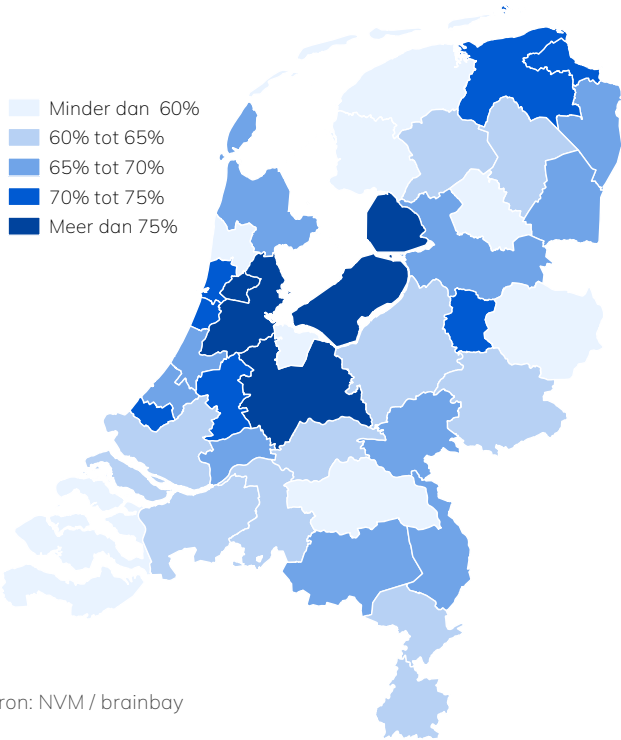 Minder dan 60%
60% tot 65%
65% tot 70%
70% tot 75%
Meer dan 75%
ron: NVM / brainbay